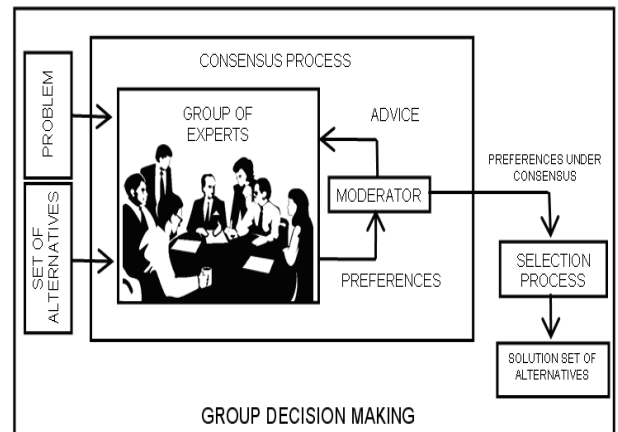 CONSENSUS PROCESS
PROBLEM
GROUP OF
EXPERTS
ADVICE
PREFERENCES UNDER
CONSENSUS
SET OF
ALTERNATIVES
MODERATOR
PREFERENCES
SELECTION
PROCESS
SOLUTION SET OF
ALTERNATIVES
GROUP DECISION MAKING